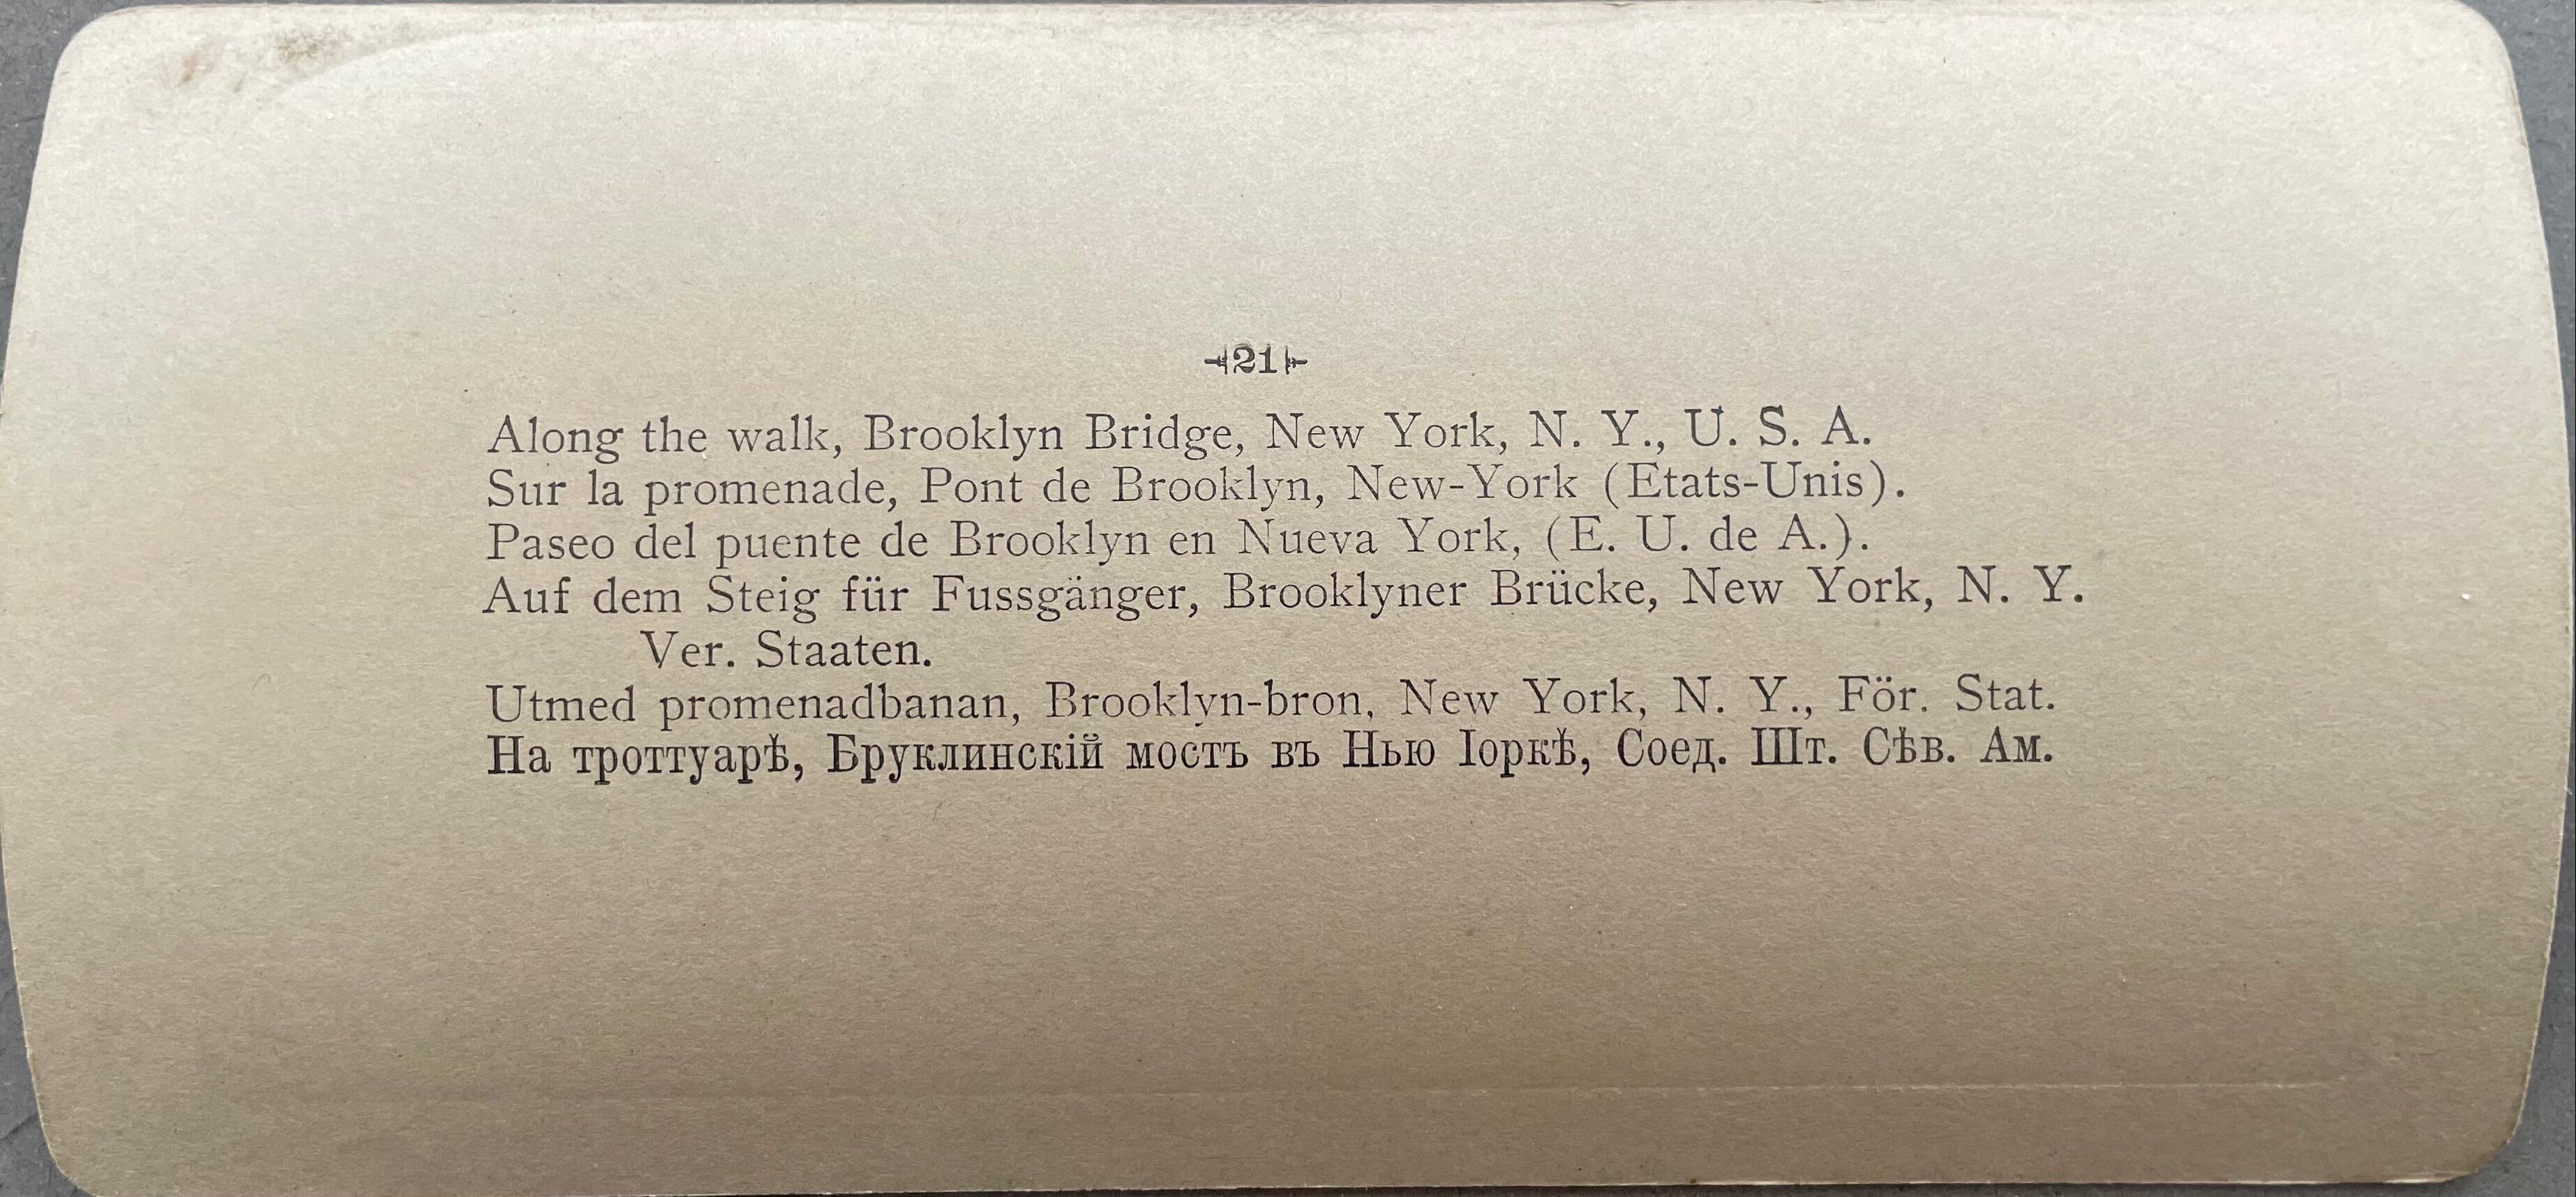 21
Along the walk, Brooklyn Bridge, New York, N. Y., U. S. A.
Sur la promenade, Pont de Brooklyn, New-York (Etats-Unis).
Paseo del puente de Brooklyn en Nueva York, (E. U. de A.).
Auf dem Steig für Fussgänger, Brooklyner Brücke, New York, N. Y.
Ver. Staaten.
Utmed promenadbanan, Brooklyn-bron, New York, N. Y., För. Stat.
На троттуарѣ, Бруклинскій мостъ въ Нью Іоркѣ, Соед. Шт. Сѣв. Ам.